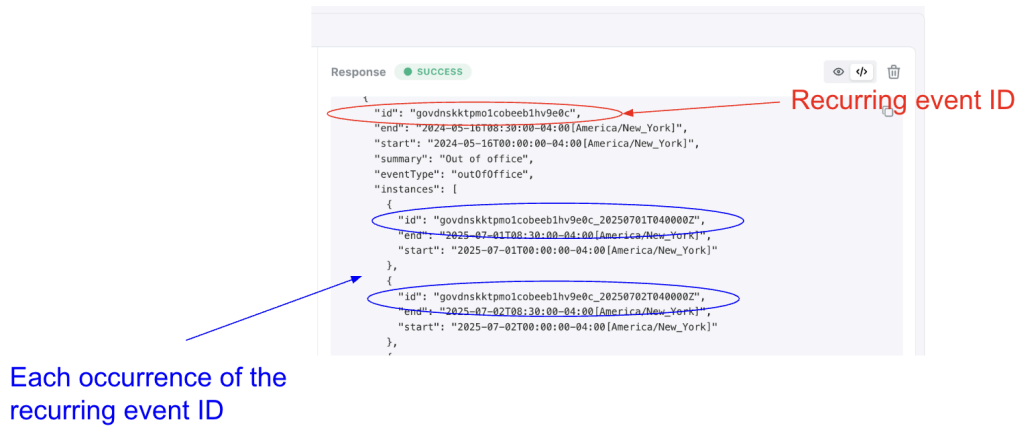 Response
SUCCESS
</>
{
"id": "govdnskktpmo1cobeeb1hv9e0c",
"end": "2024-05-16T08:30:00-04:00[America/New_York]",
"start": "2024-05-16T00:00:00-04:00[America/New_York]",
"summary": "Out of office",
"eventType": "outOfOffice",
"instances": [
{
"id": "govdnskktpmo1cobeeb1hv9e0c_20250701T040000Z",
"end": "2025-07-01T08:30:00-04:00[America/New_York]",
"start": "2025-07-01T00:00:00-04:00[America/New_York]"
},
{
"id": "govdnskktpmo1cobeeb1hv9e0c_20250702T040000Z",
"end": "2025-07-02T08:30:00-04:00[America/New_York]",
"start": "2025-07-02T00:00:00-04:00[America/New_York]"
},
{
Recurring event ID
Each occurrence of the
recurring event ID